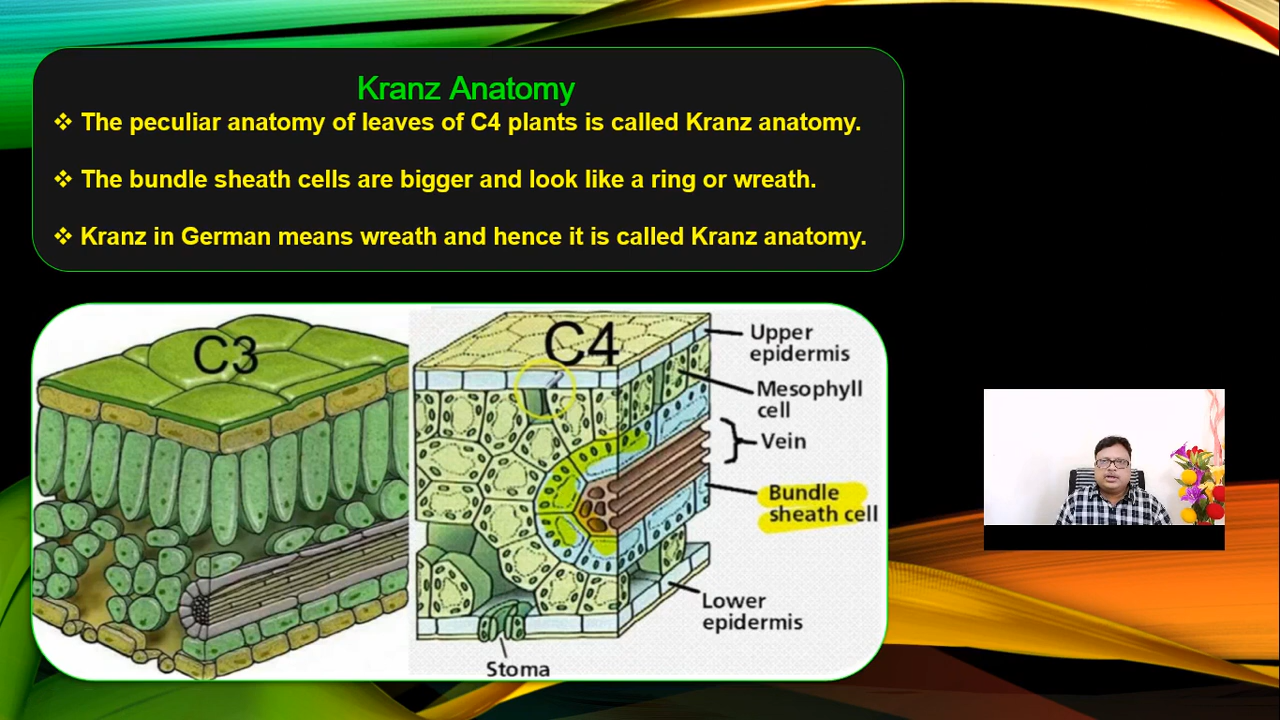 Kranz Anatomy
❖ The peculiar anatomy of leaves of C4 plants is called Kranz anatomy.
❖ The bundle sheath cells are bigger and look like a ring or wreath.
❖ Kranz in German means wreath and hence it is called Kranz anatomy.
C3
C4
Upper
epidermis
Mesophyll
cell
Vein
Bundle
sheath cell
Lower
epidermis
Stoma